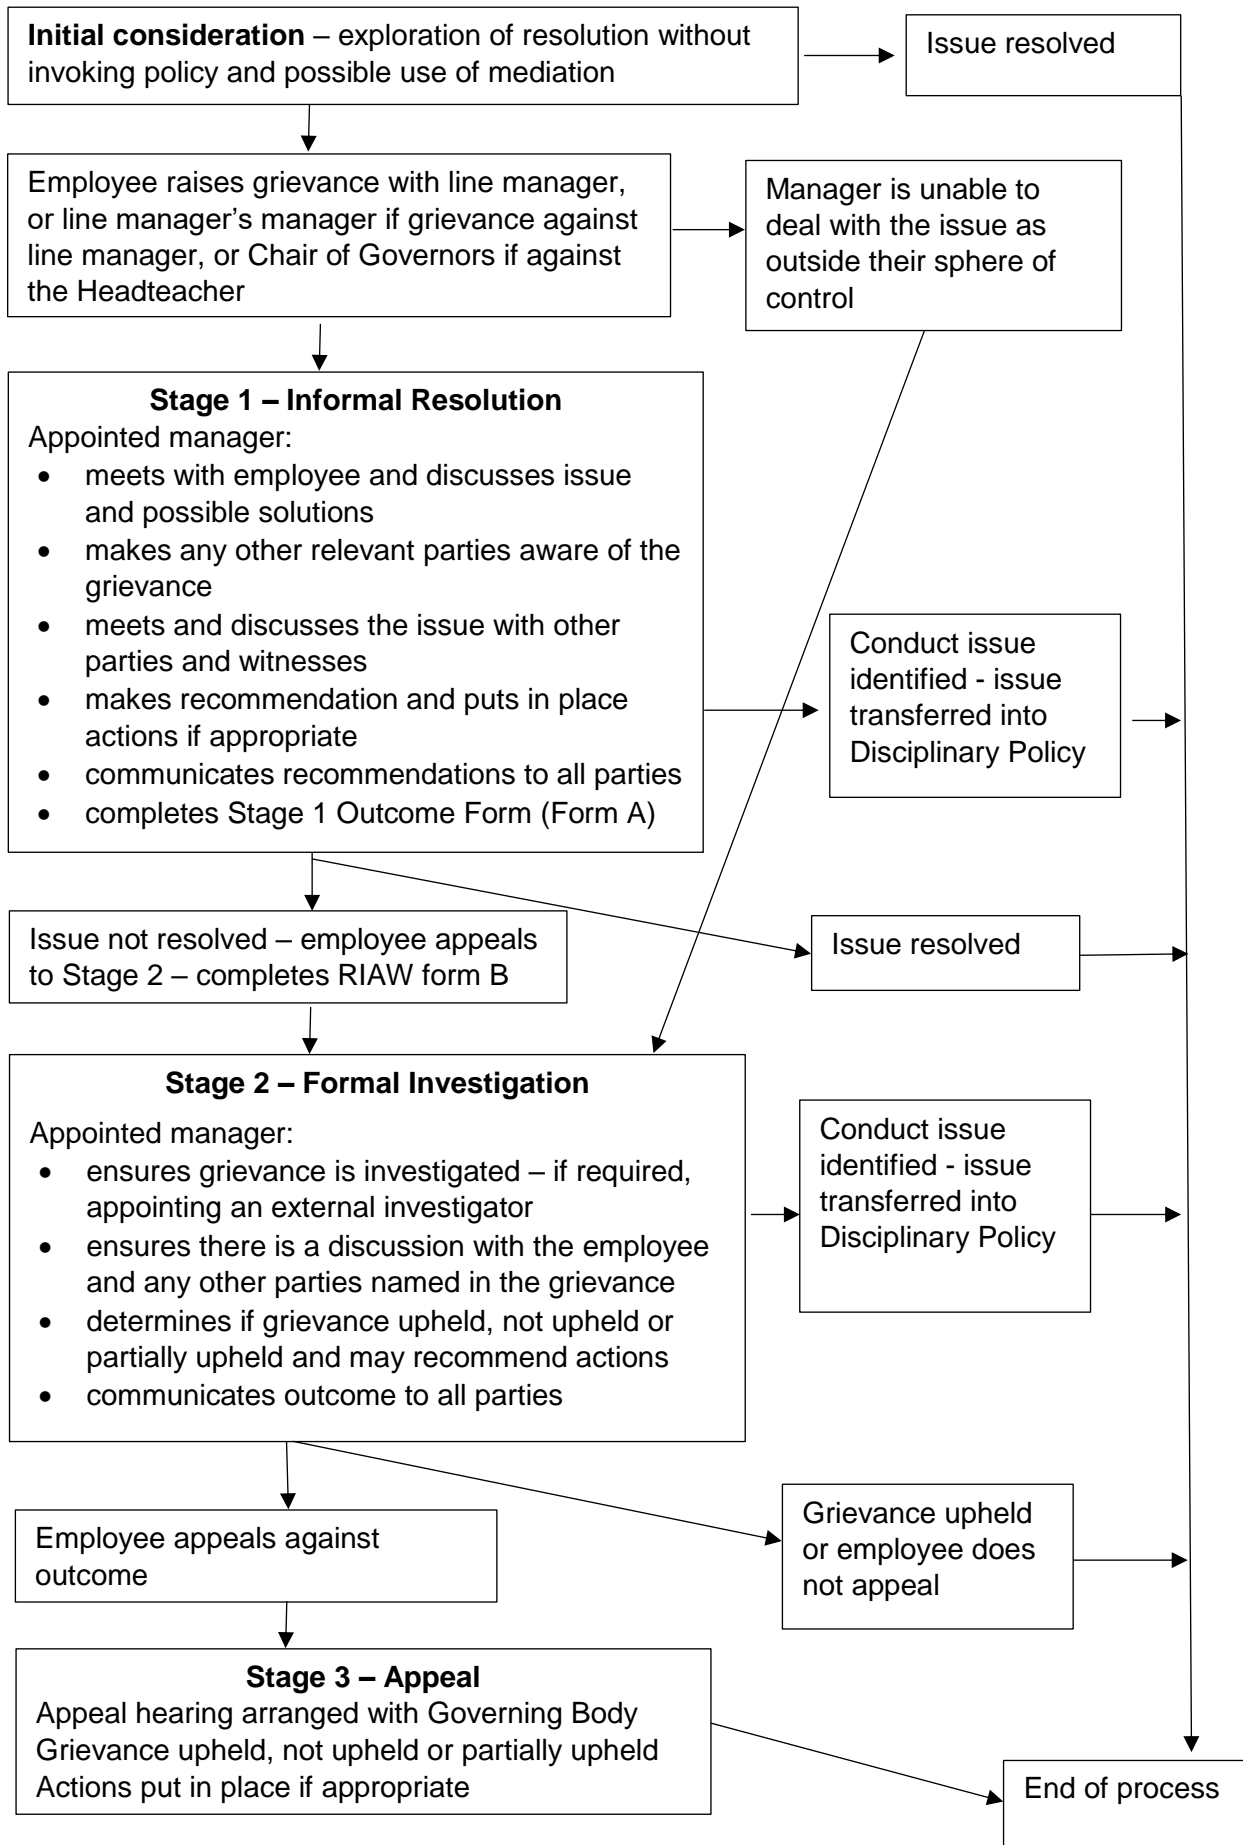 Initial consideration – exploration of resolution without
invoking policy and possible use of mediation
Issue resolved
Employee raises grievance with line manager,
or line manager’s manager if grievance against
line manager, or Chair of Governors if against
the Headteacher
Manager is unable to
deal with the issue as
outside their sphere of
control
Stage 1 – Informal Resolution
Appointed manager:
• meets with employee and discusses issue
and possible solutions
• makes any other relevant parties aware of the
grievance
• meets and discusses the issue with other
parties and witnesses
• makes recommendation and puts in place
actions if appropriate
• communicates recommendations to all parties
• completes Stage 1 Outcome Form (Form A)
Conduct issue
identified - issue
transferred into
Disciplinary Policy
Issue not resolved – employee appeals
to Stage 2 – completes RIAW form B
Issue resolved
Stage 2 – Formal Investigation
Appointed manager:
• ensures grievance is investigated – if required,
appointing an external investigator
• ensures there is a discussion with the employee
and any other parties named in the grievance
• determines if grievance upheld, not upheld or
partially upheld and may recommend actions
• communicates outcome to all parties
Conduct issue
identified - issue
transferred into
Disciplinary Policy
Employee appeals against
outcome
Grievance upheld
or employee does
not appeal
Stage 3 – Appeal
Appeal hearing arranged with Governing Body
Grievance upheld, not upheld or partially upheld
Actions put in place if appropriate
End of process